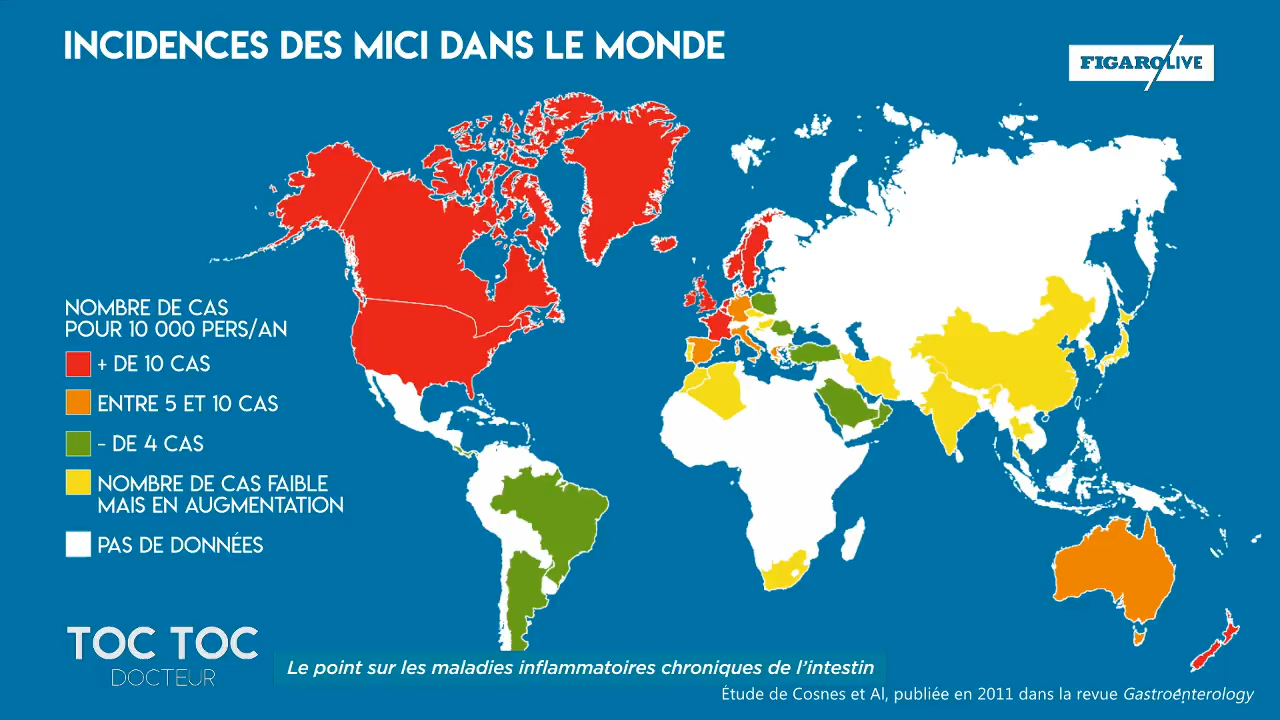 INCIDENCES DES MICI DANS LE MONDE
FIGARO/LIVE
NOMBRE DE CAS
POUR 10 000 PERS/AN
+ DE 10 CAS
ENTRE 5 ET 10 CAS
- DE 4 CAS
NOMBRE DE CAS FAIBLE
MAIS EN AUGMENTATION
PAS DE DONNÉES
TOC TOC
DOCTEUR
Le point sur les maladies inflammatoires chroniques de l'intestin
Étude de Cosnes et Al, publiée en 2011 dans la revue Gastroenterology